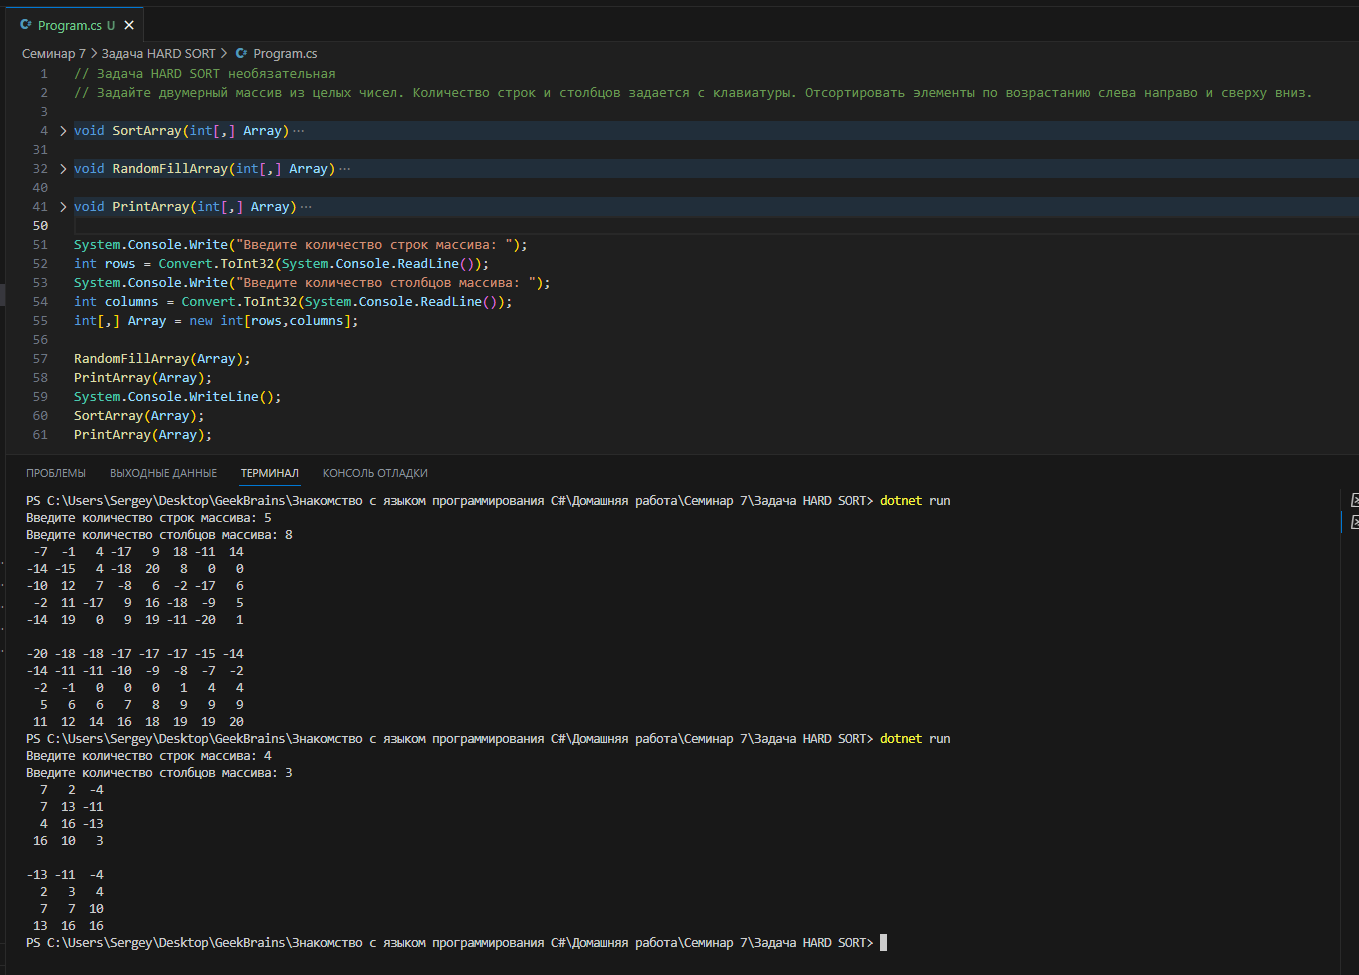 Program.cs U
Семинар 7 > Задача HARD SORT > Program.cs
1 // Задача HARD SORT необязательная
2 // Задайте двумерный массив из целых чисел. Количество строк и столбцов задается с клавиатуры. Отсортировать элементы по возрастанию слева направо и сверху вниз.
3
4 void SortArray(int[,] Array) ···
31
32 void RandomFillArray(int[,] Array) ···
40
41 void PrintArray(int[,] Array) ···
50
51 System.Console.Write("Введите количество строк массива: ");
52 int rows = Convert.ToInt32(System.Console.ReadLine());
53 System.Console.Write("Введите количество столбцов массива: ");
54 int columns = Convert.ToInt32(System.Console.ReadLine());
55 int[,] Array = new int[rows,columns];
56
57 RandomFillArray(Array);
58 PrintArray(Array);
59 System.Console.WriteLine();
60 SortArray(Array);
61 PrintArray(Array);
ПРОБЛЕМЫ ВЫХОДНЫЕ ДАННЫЕ ТЕРМИНАЛ КОНСОЛЬ ОТЛАДКИ
PS C:\Users\Sergey\Desktop\GeekBrains\Знакомство с языком программирования C#\Домашняя работа\Семинар 7\Задача HARD SORT> dotnet run
Введите количество строк массива: 5
Введите количество столбцов массива: 8
-7 -1 4 -17 9 18 -11 14
-14 -15 4 -18 20 8 0 0
-10 12 7 -8 6 -2 -17 6
-2 11 -17 9 16 -18 -9 5
-14 19 0 9 19 -11 -20 1
-20 -18 -18 -17 -17 -17 -15 -14
-14 -11 -11 -10 -9 -8 -7 -2
-2 -1 0 0 0 1 4 4
5 6 6 7 8 9 9 9
11 12 14 16 18 19 19 20
PS C:\Users\Sergey\Desktop\GeekBrains\Знакомство с языком программирования C#\Домашняя работа\Семинар 7\Задача HARD SORT> dotnet run
Введите количество строк массива: 4
Введите количество столбцов массива: 3
7 2 -4
7 13 -11
4 16 -13
16 10 3
-13 -11 -4
2 3 4
7 7 10
13 16 16
PS C:\Users\Sergey\Desktop\GeekBrains\Знакомство с языком программирования C#\Домашняя работа\Семинар 7\Задача HARD SORT>